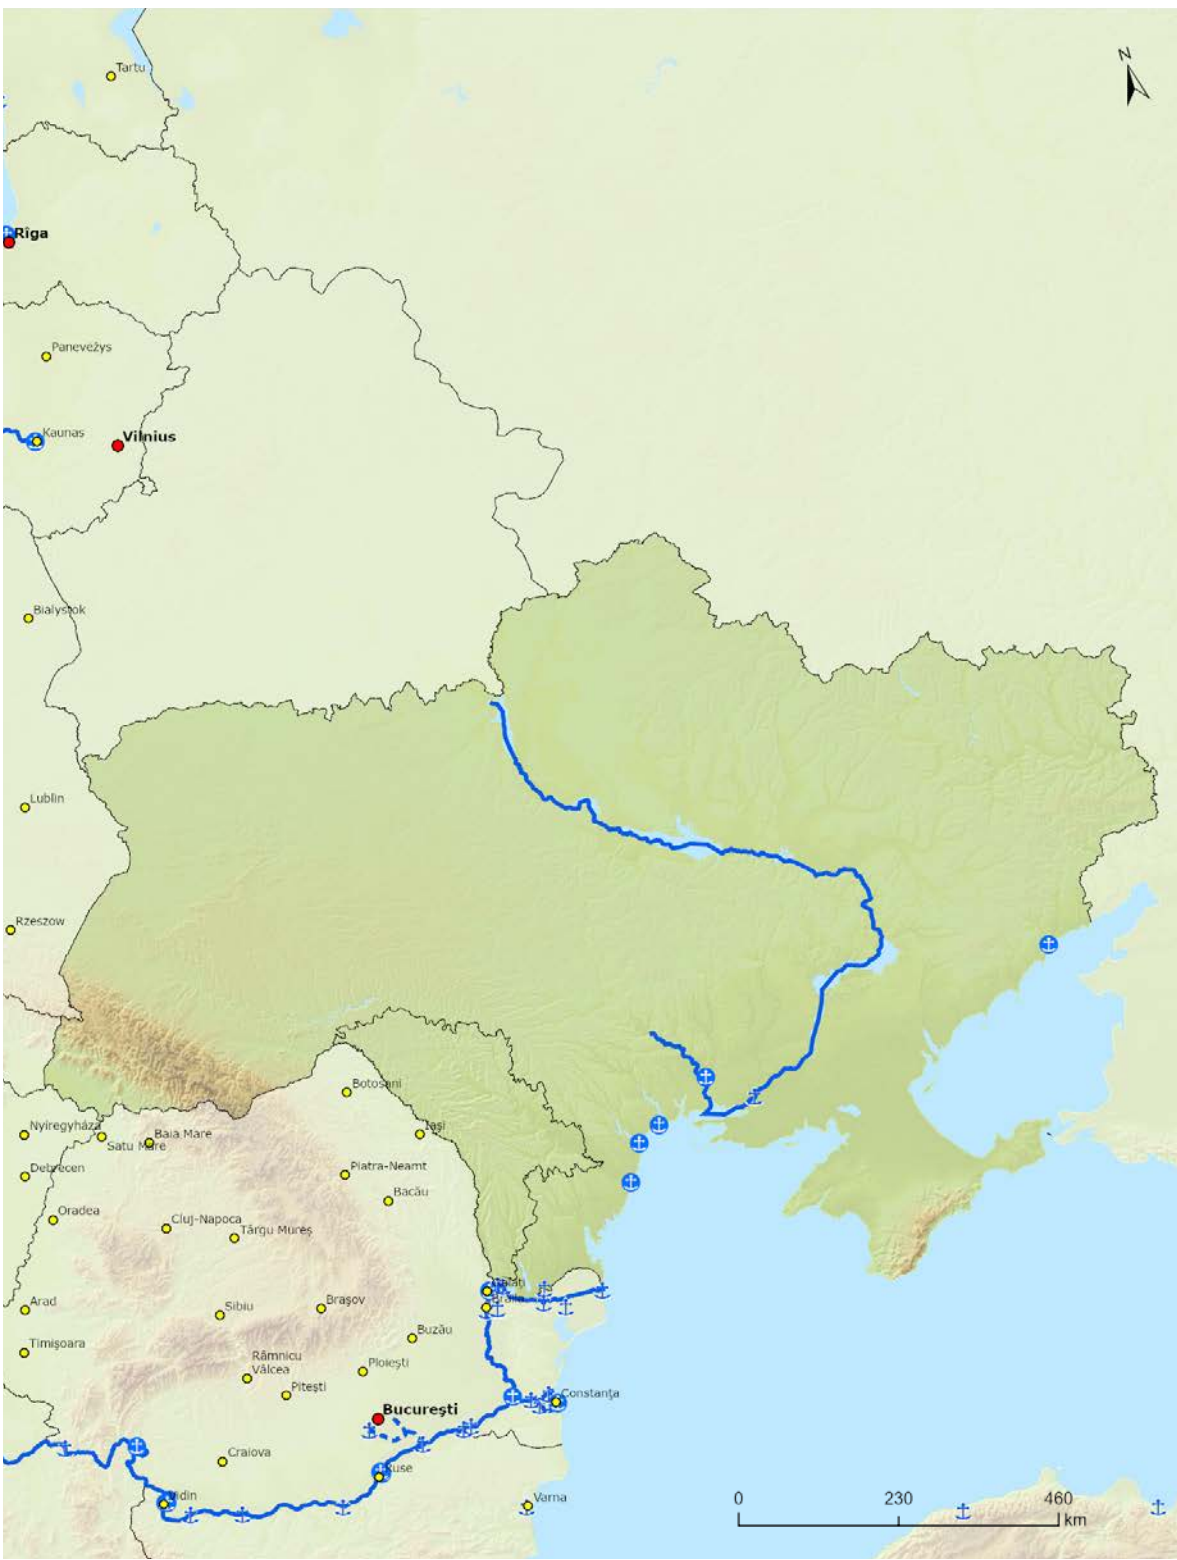 Tartu
N
Rīga
Panevežys
Kaunas
Vilnius
Bialystok
Lublin
Rzeszow
Botoşani
Nyíregyháza
Satu Mare
Baia Mare
Iaşi
Debrecen
Piatra-Neamt
Bacău
Oradea
Cluj-Napoca
Târgu Mureş
Galaţi
Brăila
Arad
Sibiu
Braşov
Timişoara
Buzău
Râmnicu
Vâlcea
Ploieşti
Piteşti
Constanţa
Bucureşti
Craiova
Ruse
Vidin
Varna
0 230 460
km